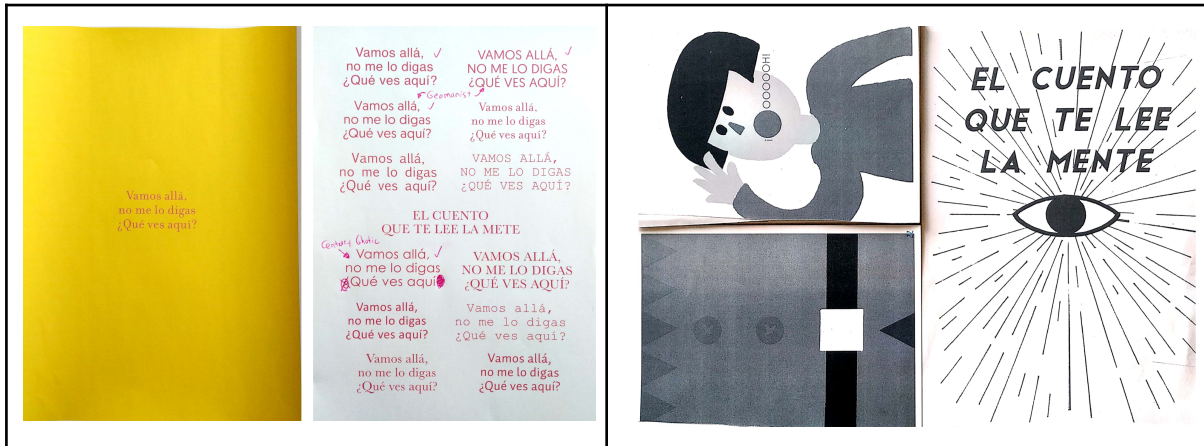 Vamos allá,
no me lo digas
¿Qué ves aquí?
Vamos allá,
no me lo digas
¿Qué ves aquí?
VAMOS ALLÁ,
NO ME LO DIGAS
¿QUÉ VES AQUÍ?
Geomanist
Vamos allá,
no me lo digas
¿Qué ves aquí?
Vamos allá,
no me lo digas
¿Qué ves aquí?
Vamos allá,
no me lo digas
¿Qué ves aquí?
VAMOS ALLÁ,
NO ME LO DIGAS
¿QUÉ VES AQUÍ?
EL CUENTO
QUE TE LEE LA METE
Century Ghotic
Vamos allá,
no me lo digas
¿Qué ves aquí?
VAMOS ALLÁ,
NO ME LO DIGAS
¿QUÉ VES AQUÍ?
Vamos allá,
no me lo digas
¿Qué ves aquí?
Vamos allá,
no me lo digas
¿Qué ves aquí?
Vamos allá,
no me lo digas
¿Qué ves aquí?
Vamos allá,
no me lo digas
¿Qué ves aquí?
¡OOOOOH!
EL CUENTO
QUE TE LEE
LA MENTE